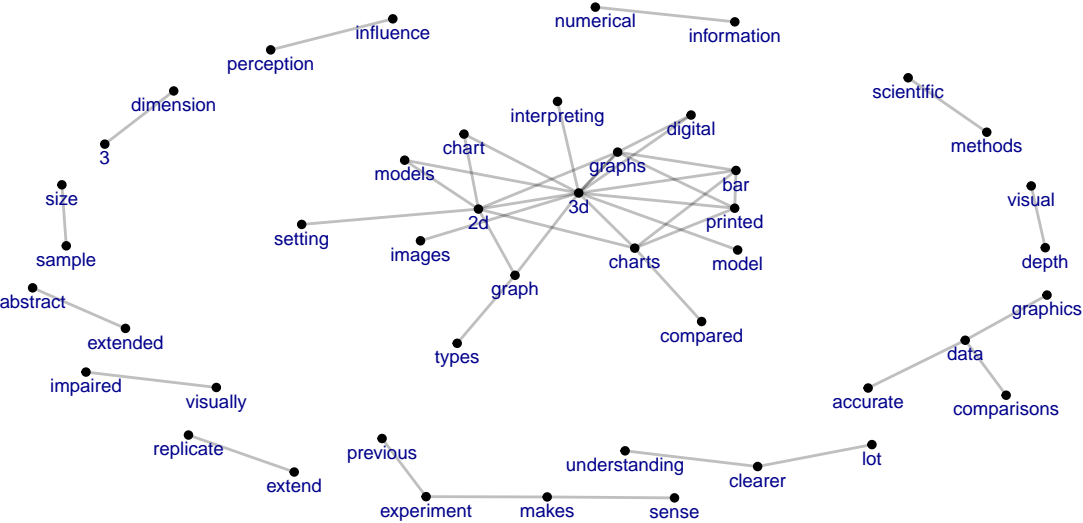 influence
numerical
information
perception
scientific
dimension
interpreting
digital
chart
methods
3
graphs
models
bar
size
visual
3d
2d
printed
setting
images
sample
charts
model
depth
graph
abstract
graphics
extended
compared
types
data
impaired
visually
accurate
comparisons
replicate
previous
understanding
lot
clearer
extend
experiment
makes
sense